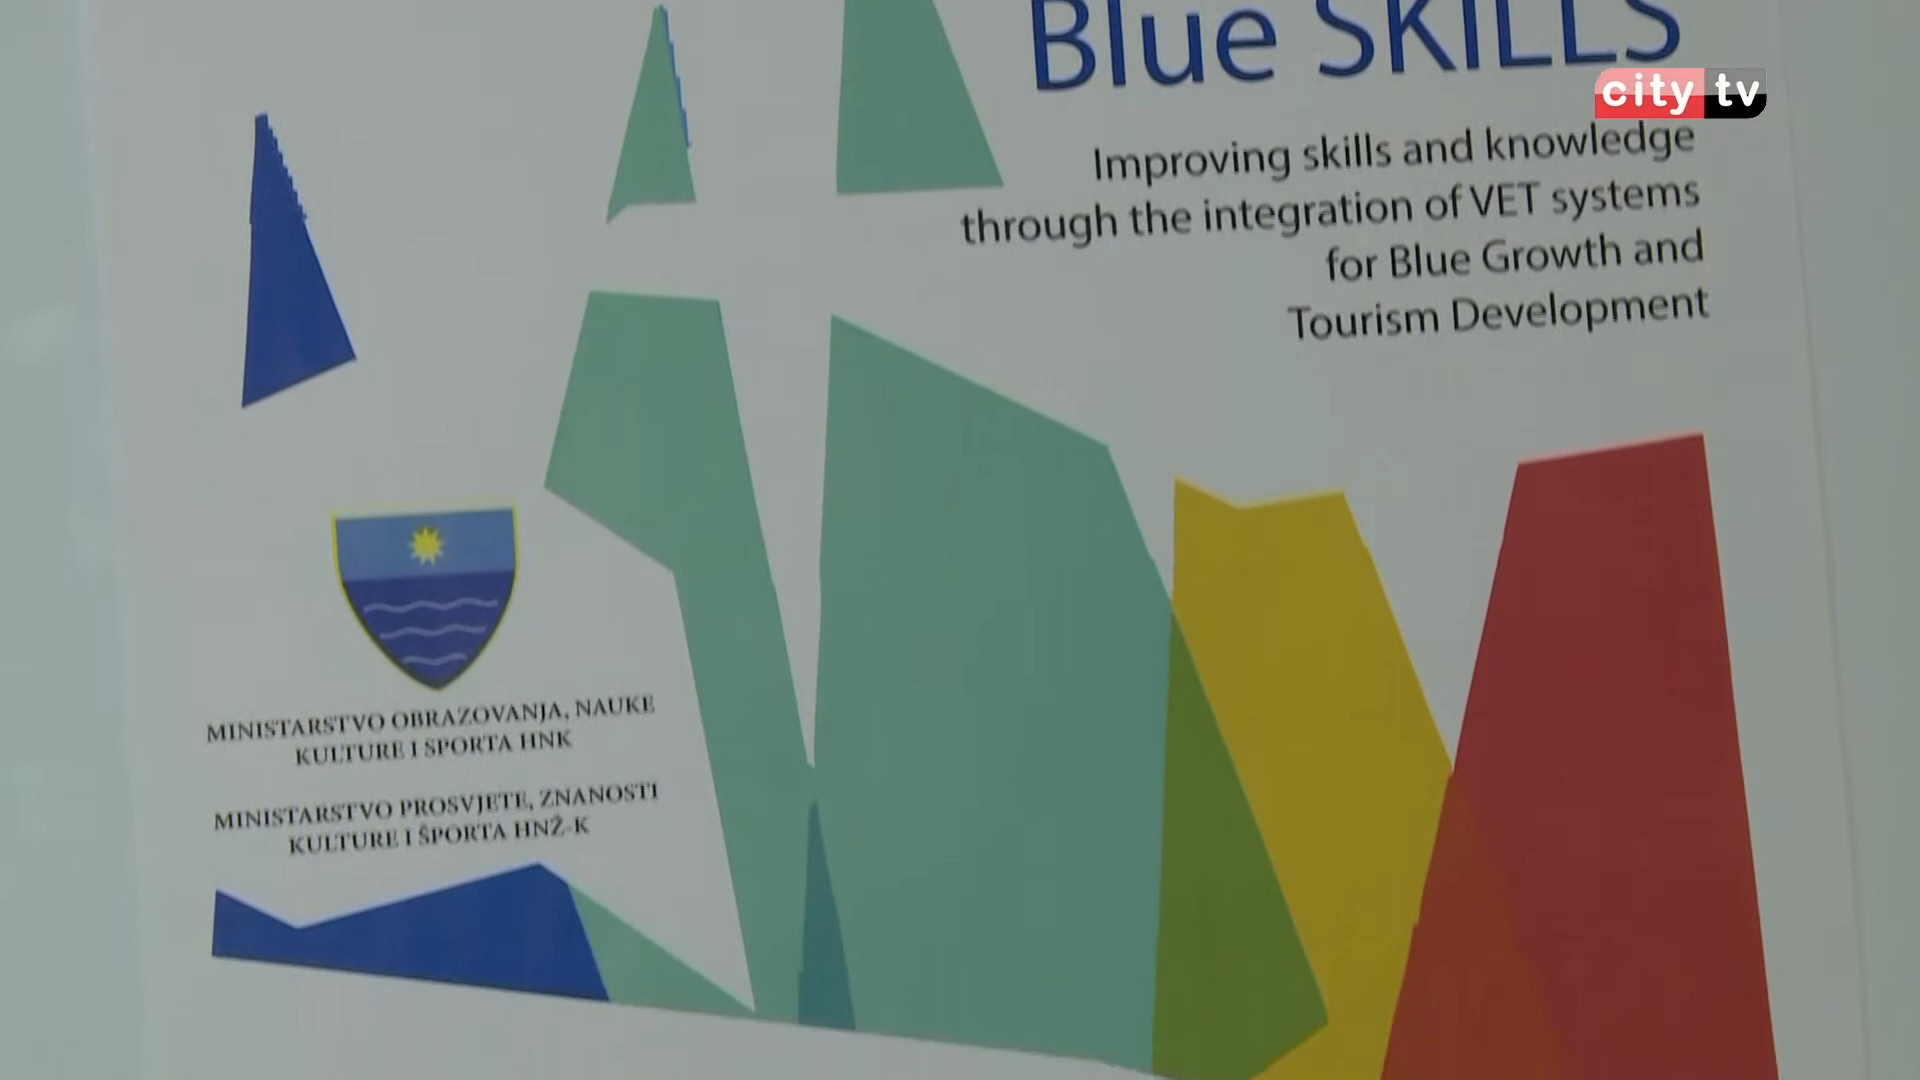 Blue SKILLS
city tv
Improving skills and knowledge
through the integration of VET systems
for Blue Growth and
Tourism Development
MINISTARSTVO OBRAZOVANJA, NAUKE
KULTURE I SPORTA HNK
MINISTARSTVO PROSVJETE, ZNANOSTI
KULTURE I ŠPORTA HNŽ-K